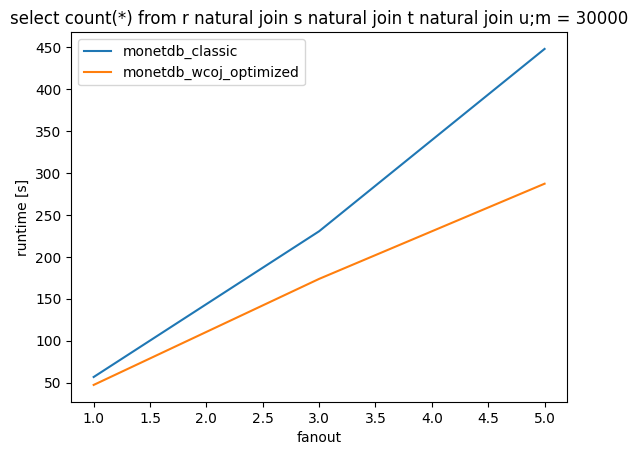 select count(*) from r natural join s natural join t natural join u;m = 30000
monetdb_classic
monetdb_wcoj_optimized
450
400
350
300
250
200
150
100
50
runtime [s]
1.0 1.5 2.0 2.5 3.0 3.5 4.0 4.5 5.0
fanout